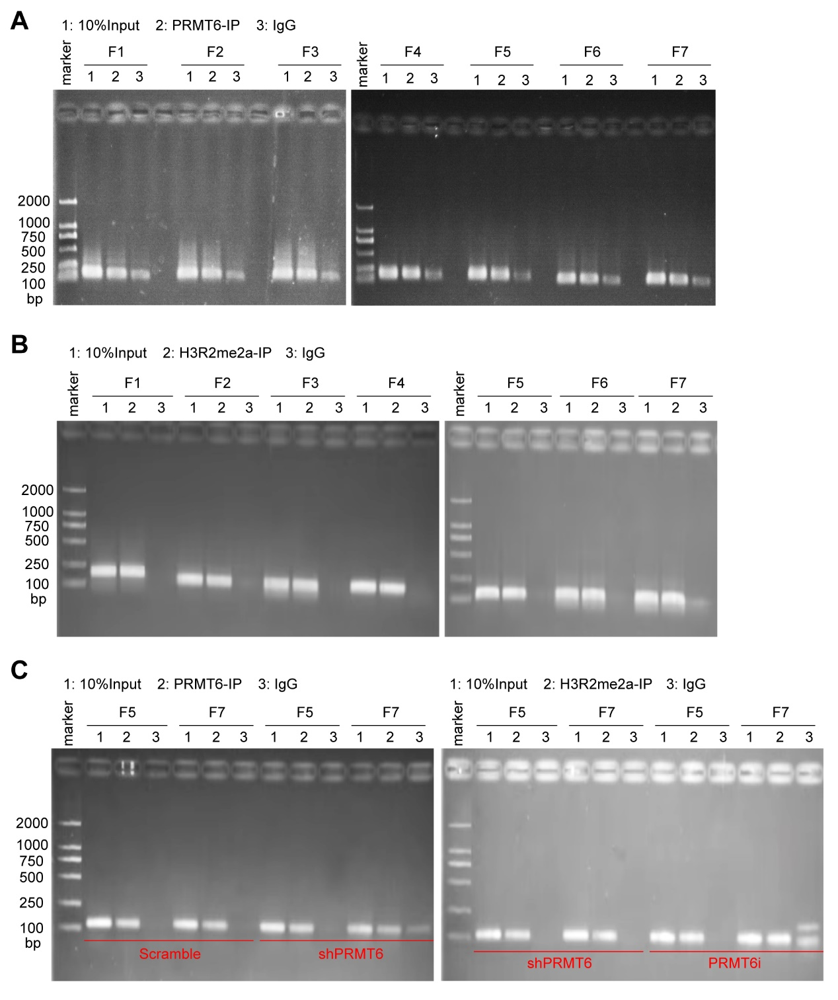 A
1: 10%Input 2: PRMT6-IP 3: IgG
marker F1 F2 F3 marker F4 F5 F6 F7
1 2 3 1 2 3 1 2 3 1 2 3 1 2 3 1 2 3 1 2 3
2000
1000
750
500
250
100
bp
B
1: 10%Input 2: H3R2me2a-IP 3: IgG
marker F1 F2 F3 F4 marker F5 F6 F7
1 2 3 1 2 3 1 2 3 1 2 3 1 2 3 1 2 3 1 2 3
2000
1000
750
500
250
100
bp
C
1: 10%Input 2: PRMT6-IP 3: IgG 1: 10%Input 2: H3R2me2a-IP 3: IgG
marker F5 F7 F5 F7 marker F5 F7 F5 F7
1 2 3 1 2 3 1 2 3 1 2 3 1 2 3 1 2 3 1 2 3 1 2 3
2000
1000
750
500
250
100
bp
Scramble shPRMT6 shPRMT6 PRMT6i